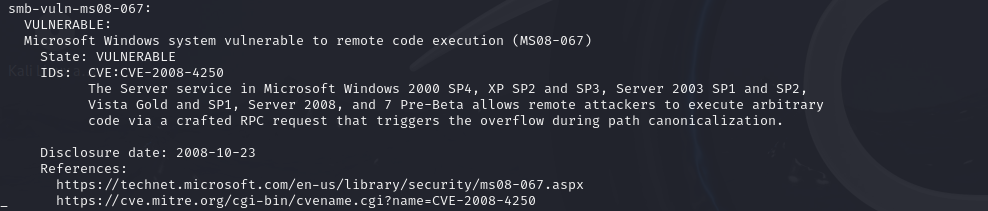 smb-vuln-ms08-067:
VULNERABLE:
Microsoft Windows system vulnerable to remote code execution (MS08-067)
State: VULNERABLE
IDs: CVE:CVE-2008-4250
The Server service in Microsoft Windows 2000 SP4, XP SP2 and SP3, Server 2003 SP1 and SP2,
Vista Gold and SP1, Server 2008, and 7 Pre-Beta allows remote attackers to execute arbitrary
code via a crafted RPC request that triggers the overflow during path canonicalization.
Disclosure date: 2008-10-23
References:
https://technet.microsoft.com/en-us/library/security/ms08-067.aspx
_ https://cve.mitre.org/cgi-bin/cvename.cgi?name=CVE-2008-4250